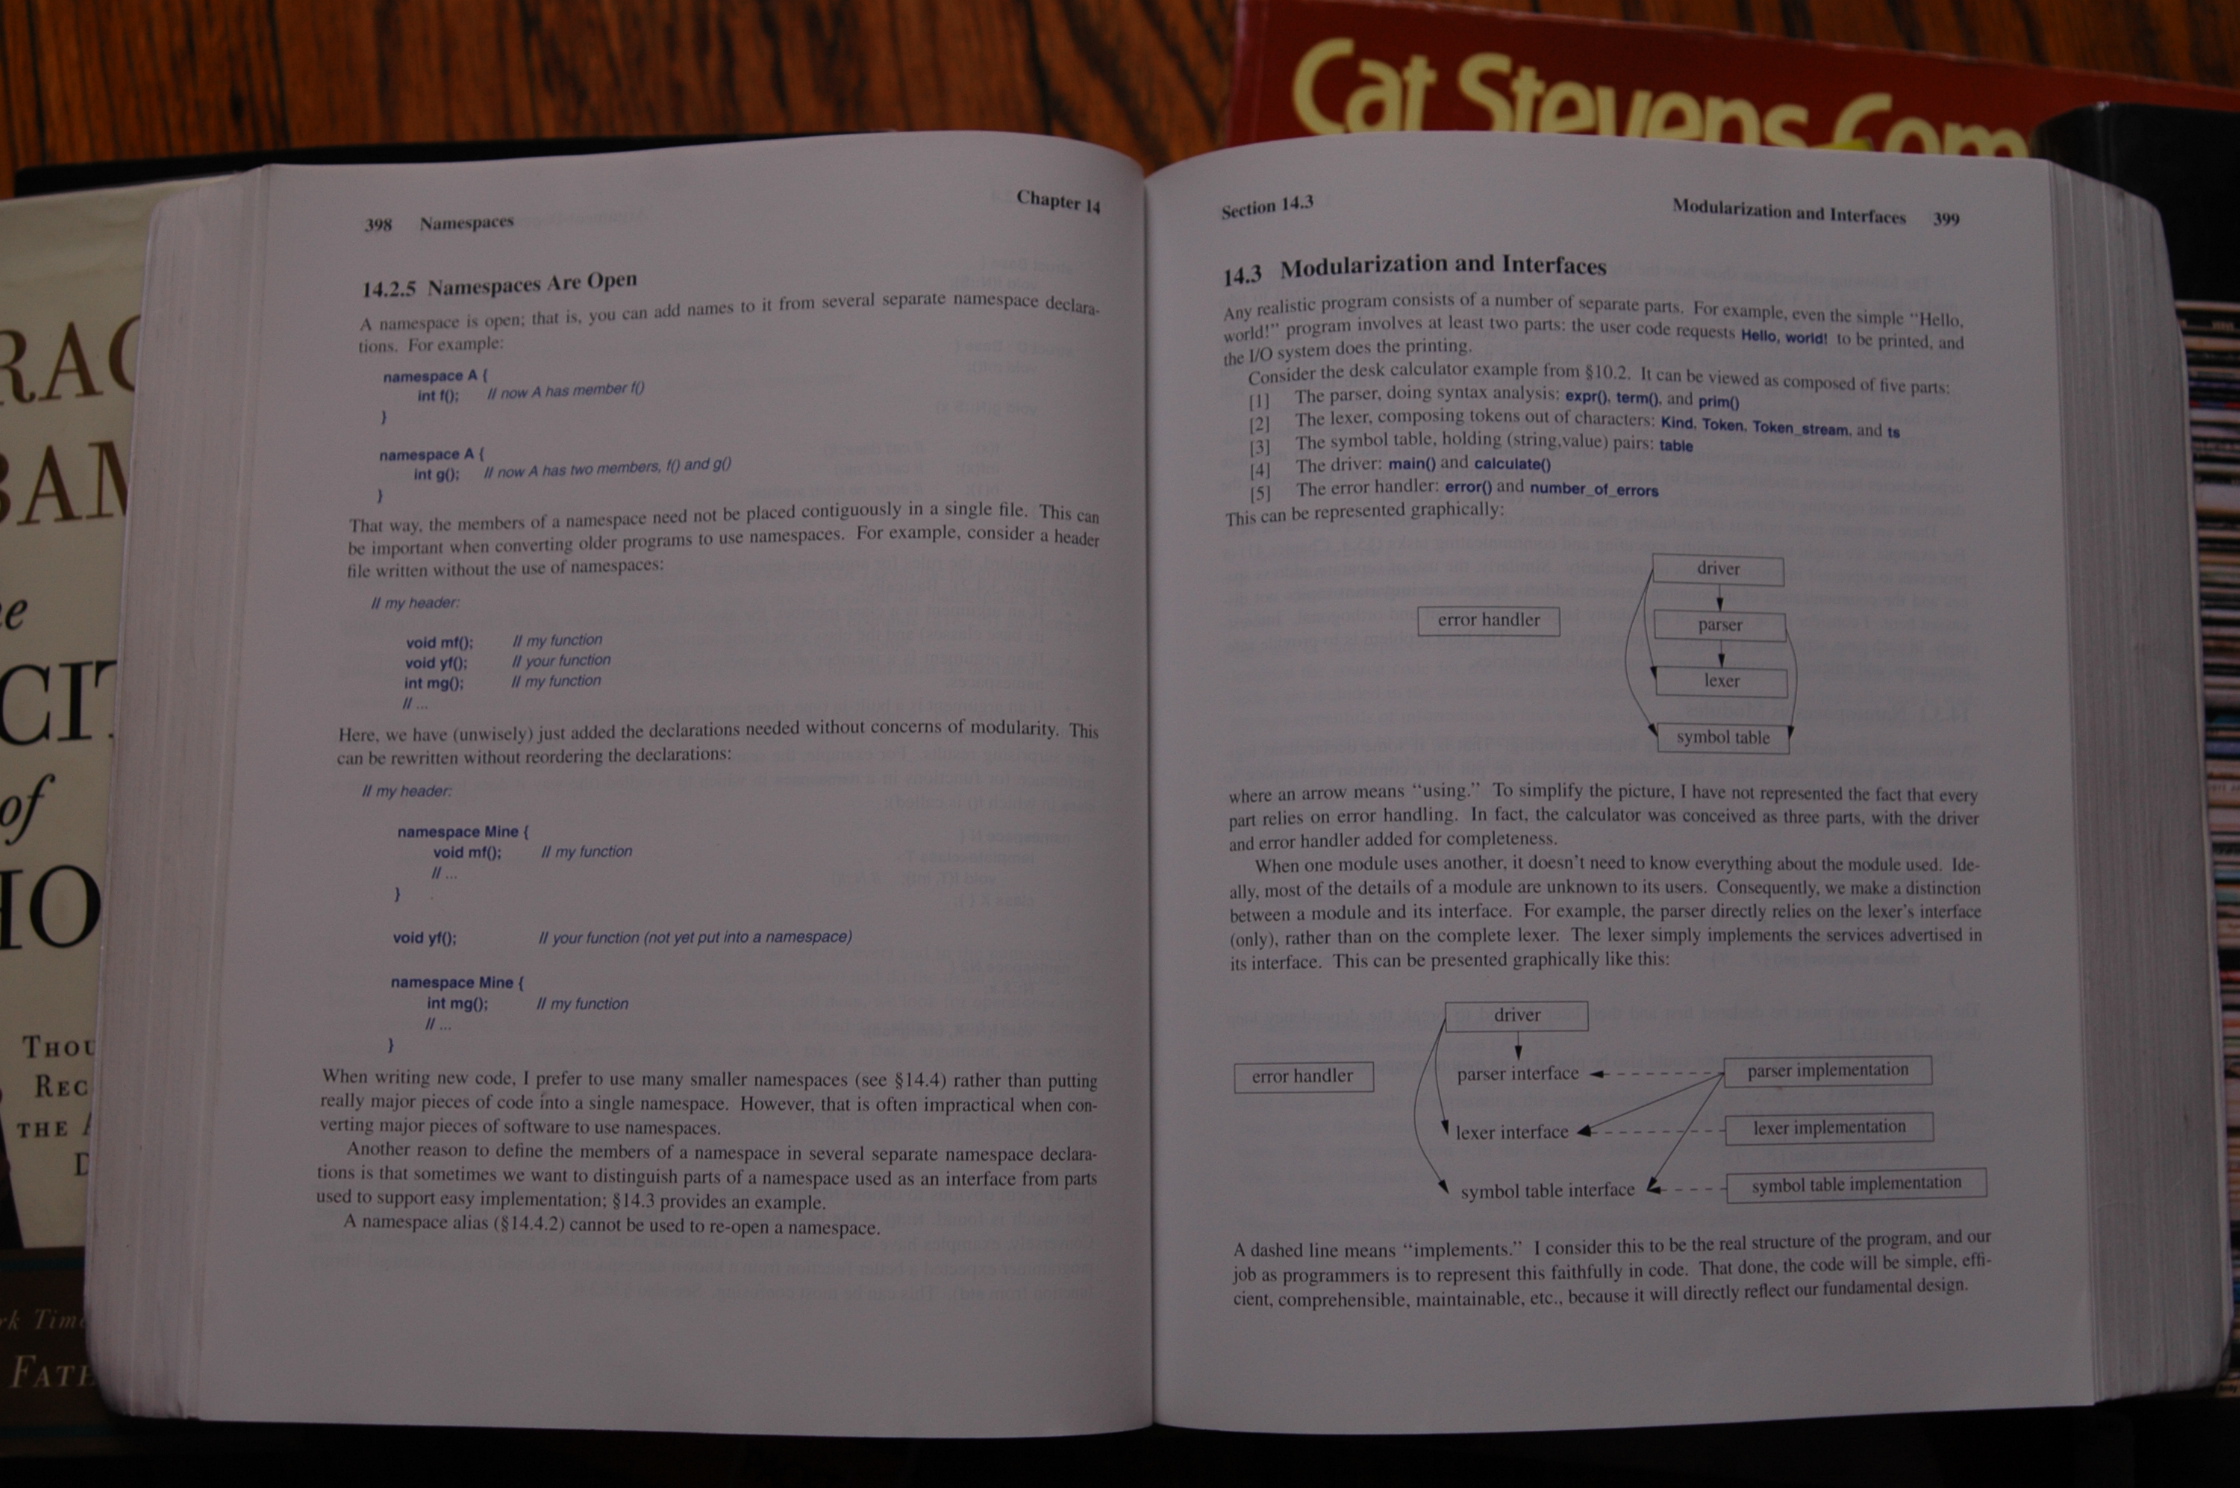 398    Namespaces    Chapter 14
14.2.5 Namespaces Are Open
A namespace is open; that is, you can add names to it from several separate namespace declara-
tions. For example:
namespace A {
int f();    // now A has member f()
}
namespace A {
int g();    // now A has two members, f() and g()
}
That way, the members of a namespace need not be placed contiguously in a single file. This can
be important when converting older programs to use namespaces. For example, consider a header
file written without the use of namespaces:
// my header:
void mf();    // my function
void yf();    // your function
int mg();    // my function
// ...
Here, we have (unwisely) just added the declarations needed without concerns of modularity. This
can be rewritten without reordering the declarations:
// my header:
namespace Mine {
void mf();    // my function
// ...
}
void yf();    // your function (not yet put into a namespace)
namespace Mine {
int mg();    // my function
// ...
}
When writing new code, I prefer to use many smaller namespaces (see §14.4) rather than putting
really major pieces of code into a single namespace. However, that is often impractical when con-
verting major pieces of software to use namespaces.
Another reason to define the members of a namespace in several separate namespace declara-
tions is that sometimes we want to distinguish parts of a namespace used as an interface from parts
used to support easy implementation; §14.3 provides an example.
A namespace alias (§14.4.2) cannot be used to re-open a namespace.
Section 14.3    Modularization and Interfaces    399
14.3 Modularization and Interfaces
Any realistic program consists of a number of separate parts. For example, even the simple "Hello,
world!" program involves at least two parts: the user code requests Hello, world! to be printed, and
the I/O system does the printing.
Consider the desk calculator example from §10.2. It can be viewed as composed of five parts:
[1] The parser, doing syntax analysis: expr(), term(), and prim()
[2] The lexer, composing tokens out of characters: Kind, Token, Token_stream, and ts
[3] The symbol table, holding (string,value) pairs: table
[4] The driver: main() and calculate()
[5] The error handler: error() and number_of_errors
This can be represented graphically:
driver
error handler    parser
lexer
symbol table
where an arrow means "using." To simplify the picture, I have not represented the fact that every
part relies on error handling. In fact, the calculator was conceived as three parts, with the driver
and error handler added for completeness.
When one module uses another, it doesn't need to know everything about the module used. Ide-
ally, most of the details of a module are unknown to its users. Consequently, we make a distinction
between a module and its interface. For example, the parser directly relies on the lexer's interface
(only), rather than on the complete lexer. The lexer simply implements the services advertised in
its interface. This can be presented graphically like this:
driver
error handler    parser interface    parser implementation
lexer interface    lexer implementation
symbol table interface    symbol table implementation
A dashed line means "implements." I consider this to be the real structure of the program, and our
job as programmers is to represent this faithfully in code. That done, the code will be simple, effi-
cient, comprehensible, maintainable, etc., because it will directly reflect our fundamental design.
Cat Stevens
THE
of